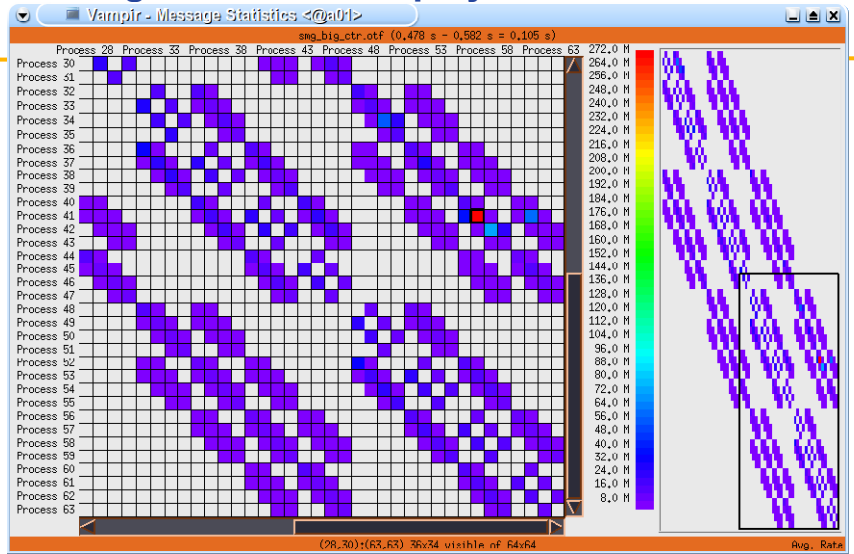 Vampir - Message Statistics <@a01>
smg_big_ctr.otf (0,478 s - 0,582 s = 0,105 s)
Process 28 Process 33 Process 38 Process 43 Process 48 Process 53 Process 58 Process 63
Process 30
Process 31
Process 32
Process 33
Process 34
Process 35
Process 36
Process 37
Process 38
Process 39
Process 40
Process 41
Process 42
Process 43
Process 44
Process 45
Process 46
Process 47
Process 48
Process 49
Process 50
Process 51
Process 52
Process 53
Process 54
Process 55
Process 56
Process 57
Process 58
Process 59
Process 60
Process 61
Process 62
Process 63
272,0 M
264,0 M
256,0 M
248,0 M
240,0 M
232,0 M
224,0 M
216,0 M
208,0 M
200,0 M
192,0 M
184,0 M
176,0 M
168,0 M
160,0 M
152,0 M
144,0 M
136,0 M
128,0 M
120,0 M
112,0 M
104,0 M
96,0 M
88,0 M
80,0 M
72,0 M
64,0 M
56,0 M
48,0 M
40,0 M
32,0 M
24,0 M
16,0 M
8,0 M
(28,30):(63,63) 36x34 visible of 64x64
Avg. Rate